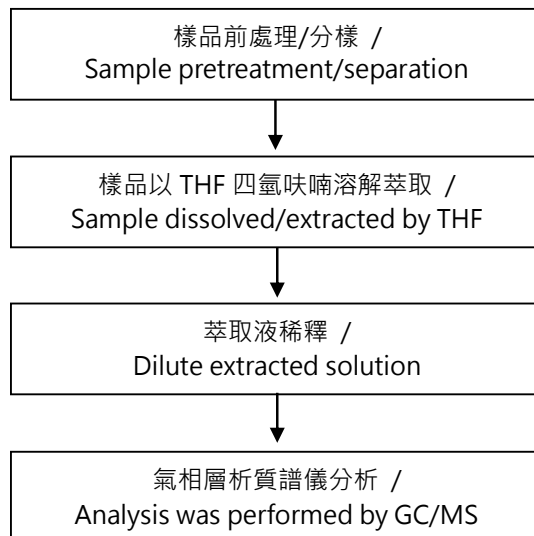 樣品前處理/分樣 /
Sample pretreatment/separation
樣品以 THF 四氫呋喃溶解萃取 /
Sample dissolved/extracted by THF
萃取液稀釋 /
Dilute extracted solution
氣相層析質譜儀分析 /
Analysis was performed by GC/MS